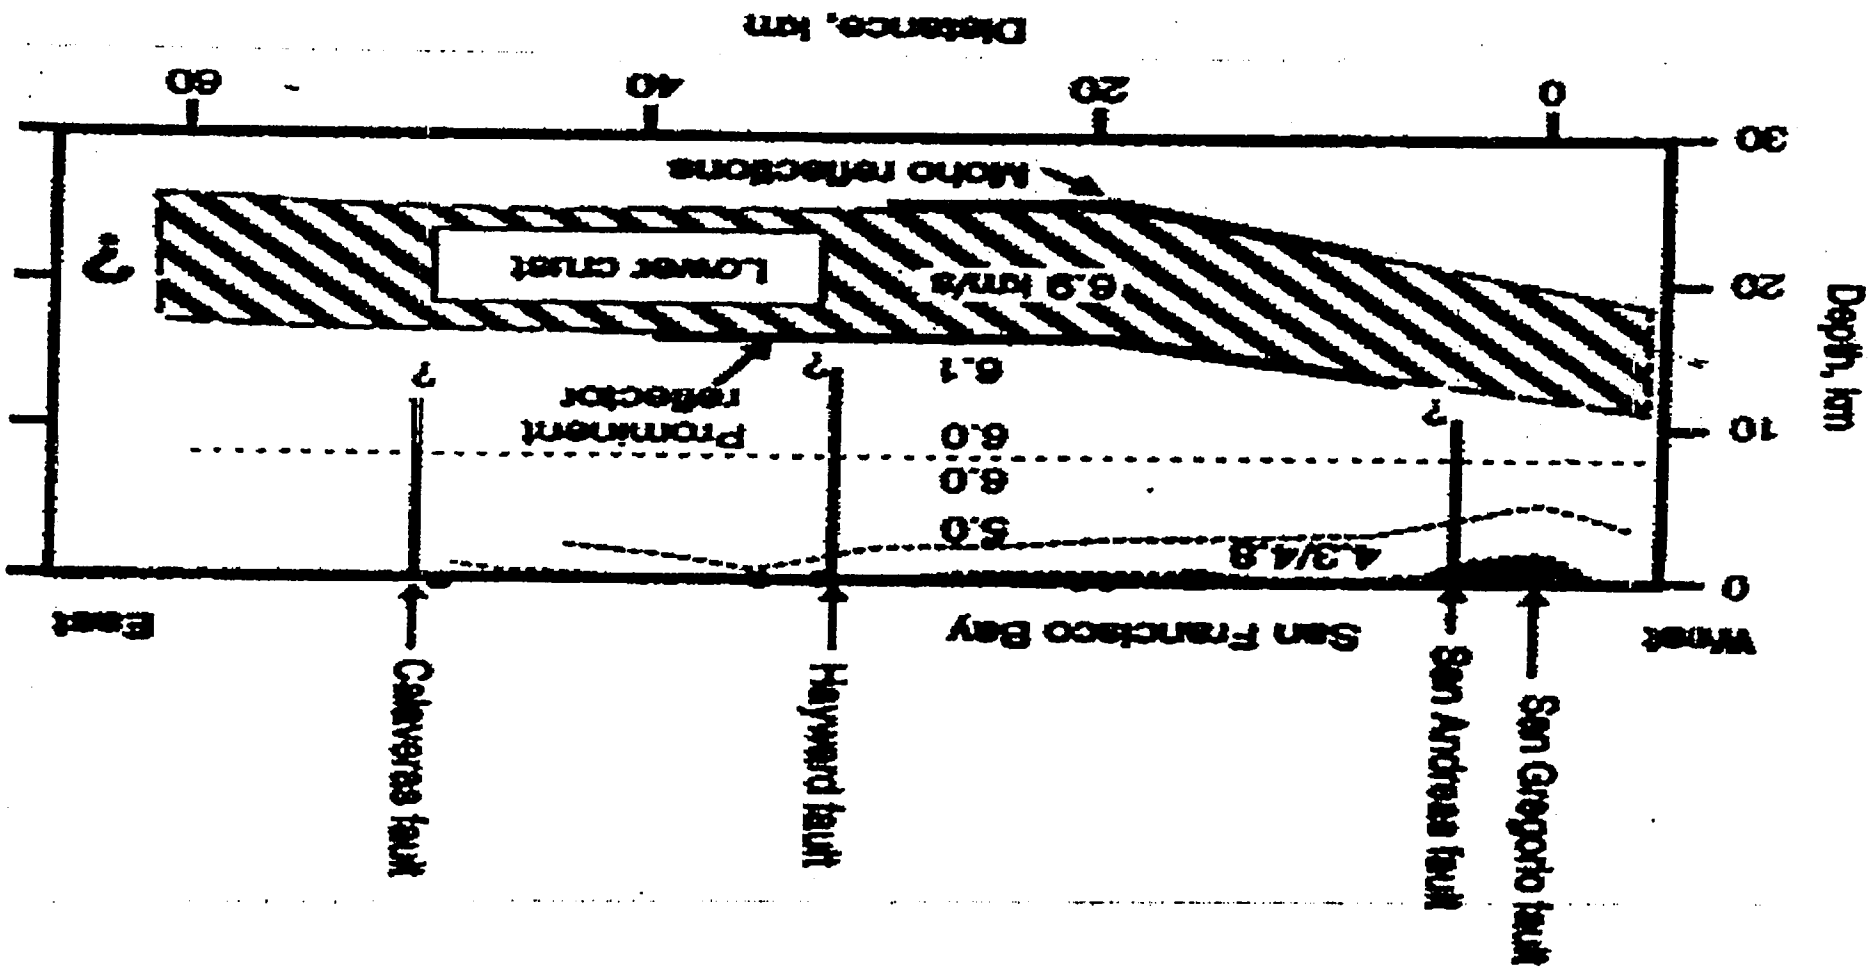 San Gregorio fault
San Andreas fault
Hayward fault
Calaveras fault
West
San Francisco Bay
East
0
4.3/4.8
5.0
6.0
6.0
10
Prominent
reflector
?
?
?
6.1
6.9 km/s
Lower crust
?
20
Moho reflections
30
0
20
40
60
Depth, km
Distance, km